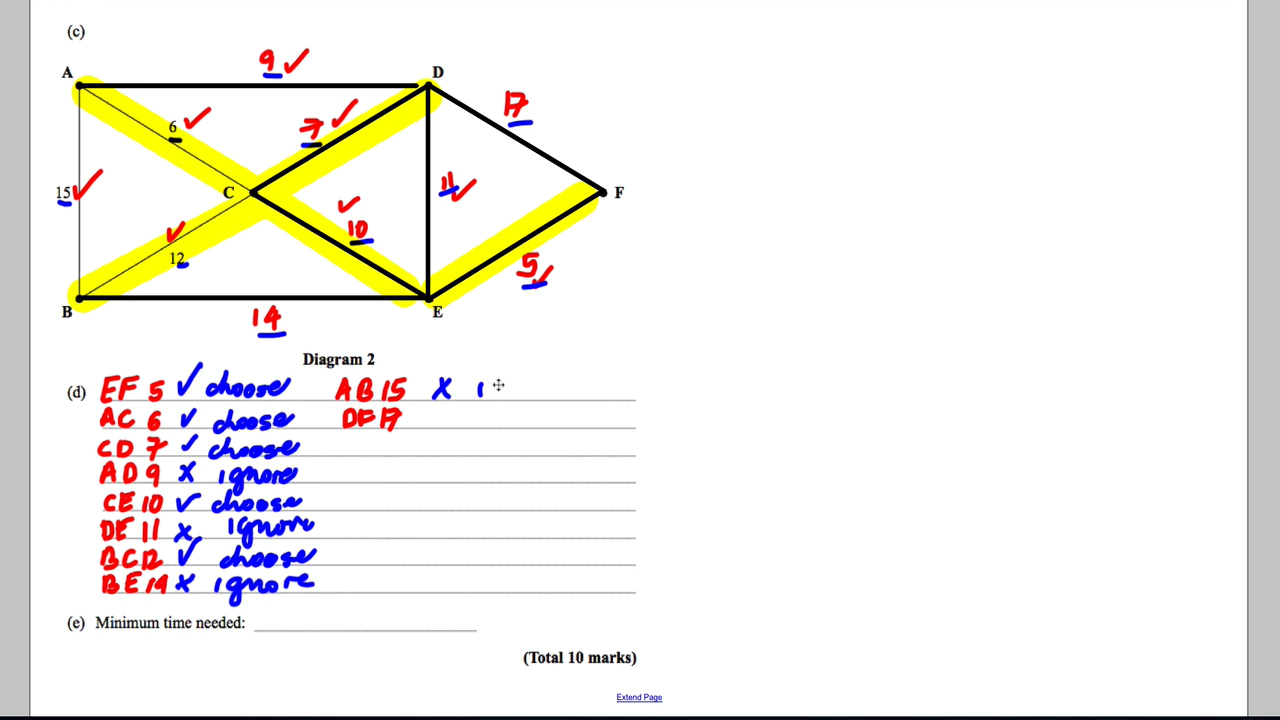 (c)
9
A
D
17
6
7
C
11
F
15
10
12
5
B
E
14
Diagram 2
(d) EF 5 ✓ choose AB 15 x I
AC 6 ✓ choose DF 17
CD 7 ✓ choose
AD 9 x ignore
CE 10 ✓ choose
DE 11 x ignore
BC 12 ✓ choose
BE 14 x ignore
(e) Minimum time needed:
(Total 10 marks)
Extend Page